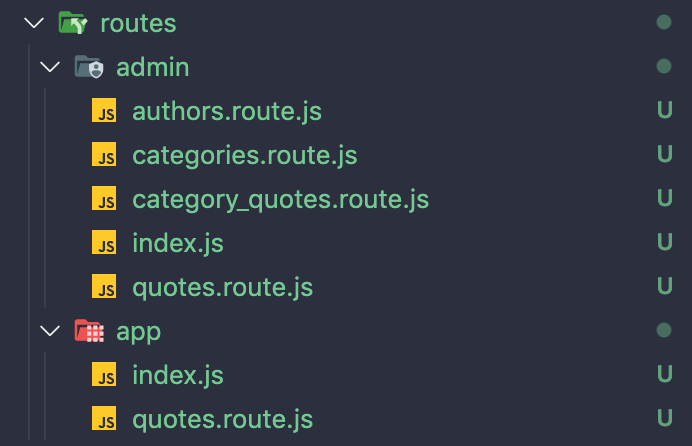 routes
admin
JS authors.route.js U
JS categories.route.js U
JS category_quotes.route.js U
JS index.js U
JS quotes.route.js U
app
JS index.js U
JS quotes.route.js U